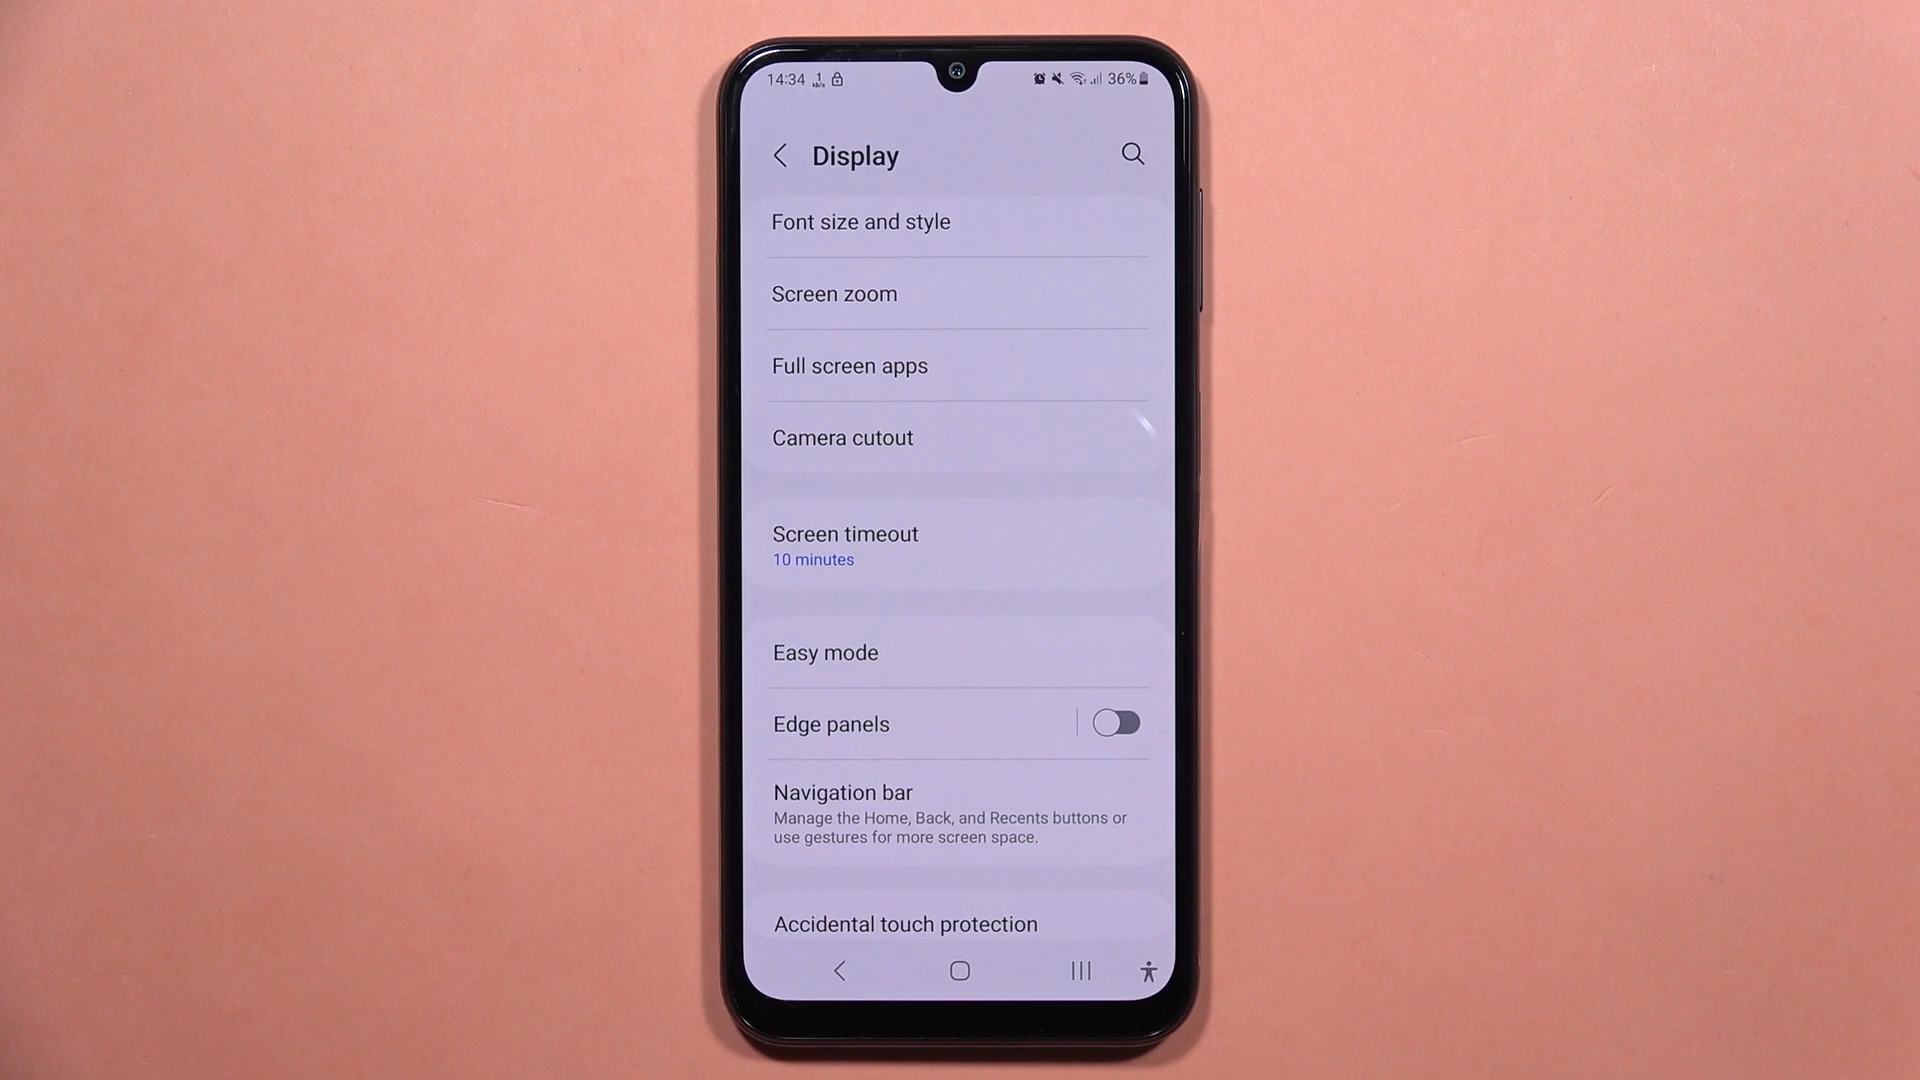 14:34 1 kb/s 36%
Display
Font size and style
Screen zoom
Full screen apps
Camera cutout
Screen timeout
10 minutes
Easy mode
Edge panels
Navigation bar
Manage the Home, Back, and Recents buttons or
use gestures for more screen space.
Accidental touch protection